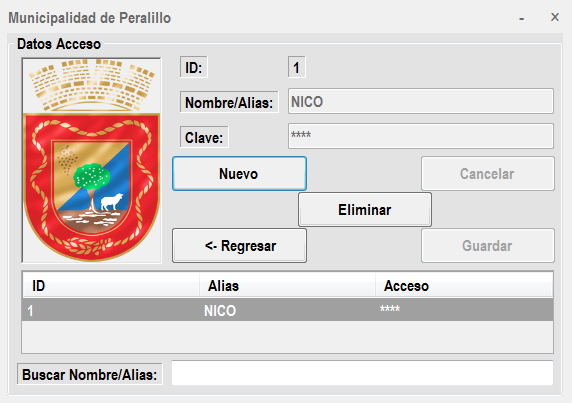 Municipalidad de Peralillo
Datos Acceso
ID: 1
Nombre/Alias: NICO
Clave: ****
Nuevo Cancelar
Eliminar
<- Regresar Guardar
ID Alias Acceso
1 NICO ****
Buscar Nombre/Alias: